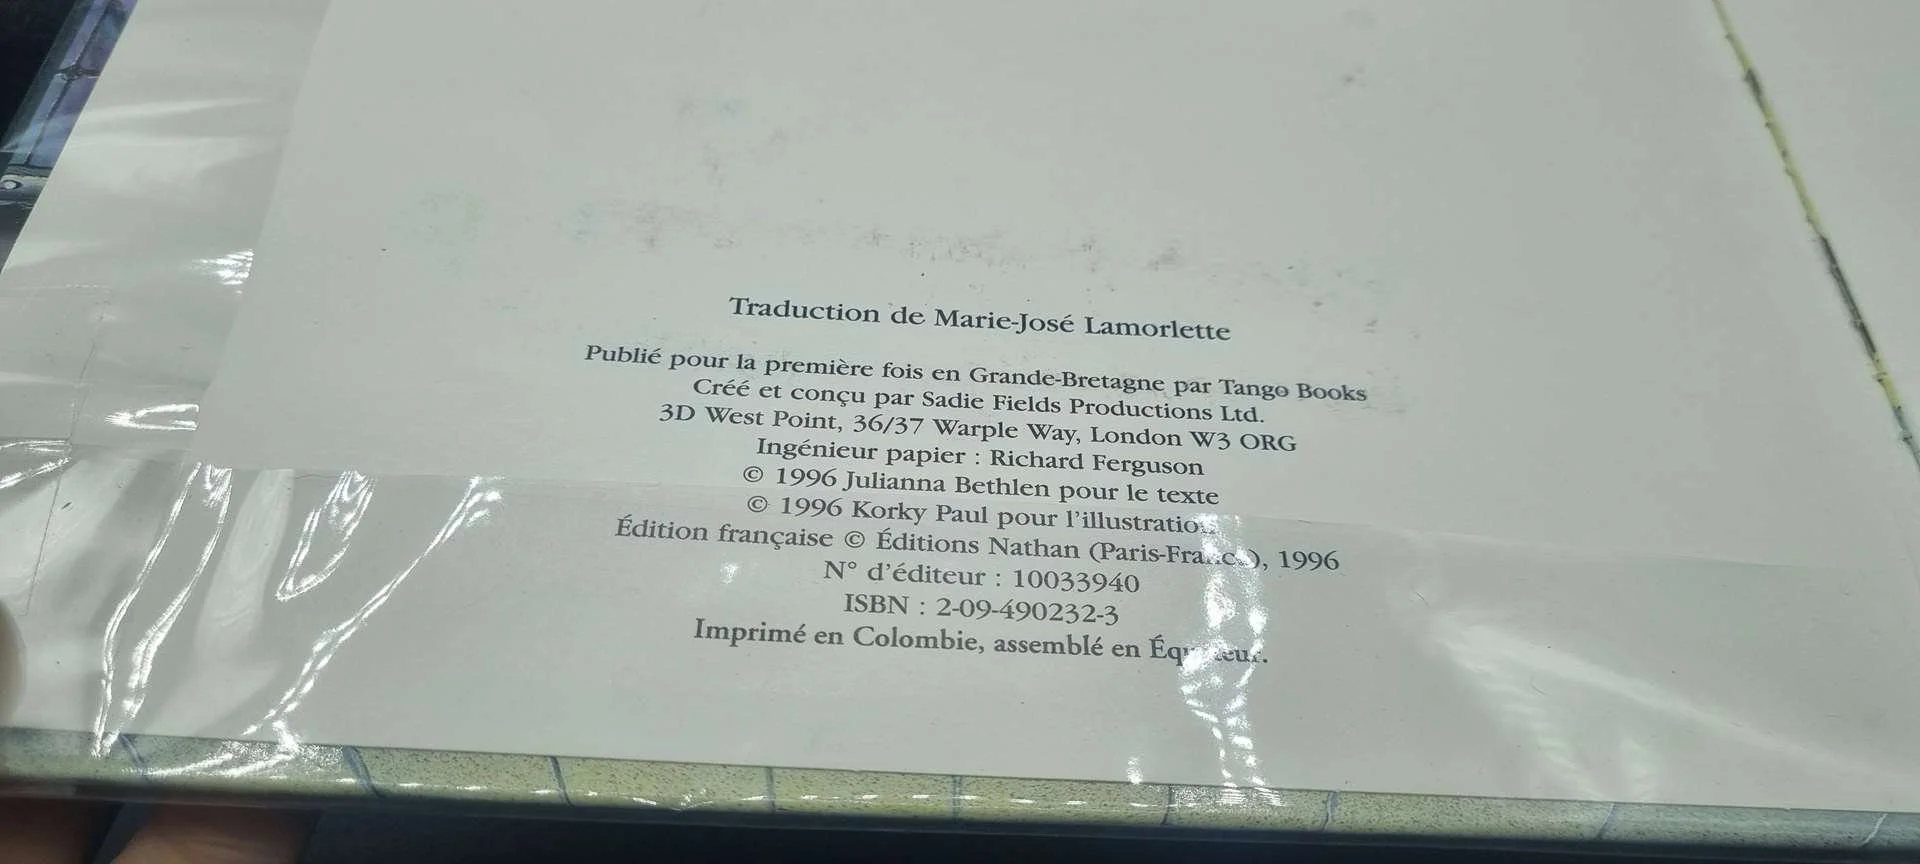 Traduction de Marie-José Lamorlette
Publié pour la première fois en Grande-Bretagne par Tango Books
Créé et conçu par Sadie Fields Productions Ltd.
3D West Point, 36/37 Warple Way, London W3 ORG
Ingénieur papier : Richard Ferguson
© 1996 Julianna Bethlen pour le texte
© 1996 Korky Paul pour l'illustration
Édition française © Éditions Nathan (Paris-France), 1996
N° d'éditeur : 10033940
ISBN : 2-09-490232-3
Imprimé en Colombie, assemblé en Équateur.